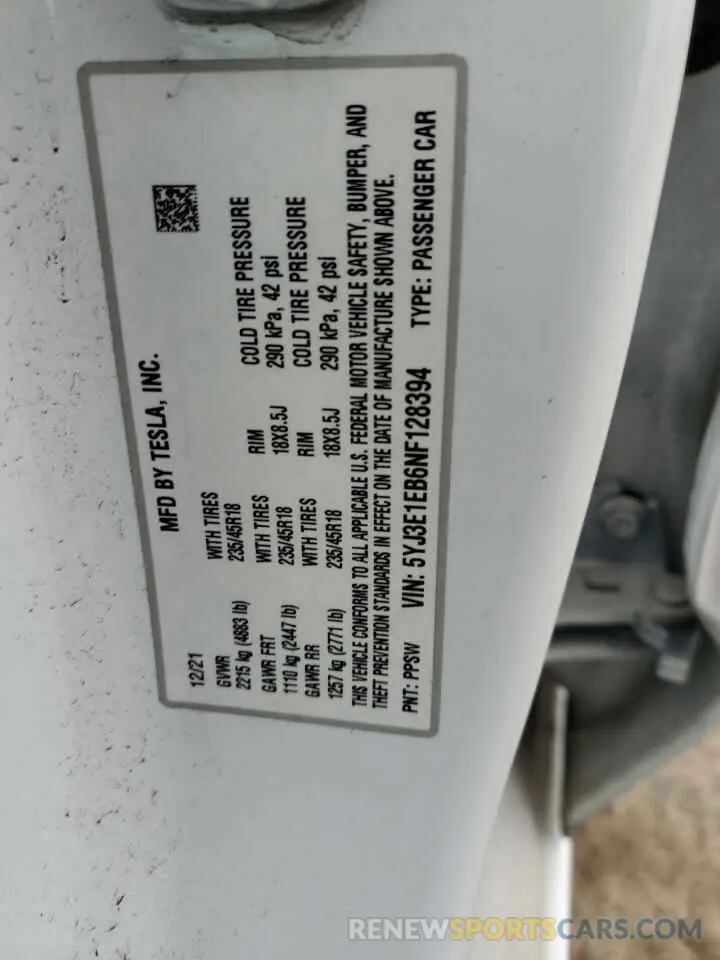 MFD BY TESLA, INC.
12/21
GVWR WITH TIRES RIM COLD TIRE PRESSURE
2215 kg (4883 lb) 235/45R18 18X8.5J 290 kPa, 42 psi
GAWR FRT WITH TIRES RIM COLD TIRE PRESSURE
1110 kg (2447 lb) 235/45R18 18X8.5J 290 kPa, 42 psi
GAWR RR WITH TIRES
1257 kg (2771 lb) 235/45R18
THIS VEHICLE CONFORMS TO ALL APPLICABLE U.S. FEDERAL MOTOR VEHICLE SAFETY, BUMPER, AND
THEFT PREVENTION STANDARDS IN EFFECT ON THE DATE OF MANUFACTURE SHOWN ABOVE.
PNT: PPSW VIN: 5YJ3E1EB6NF128394 TYPE: PASSENGER CAR
RENEWSPORTSCARS.COM